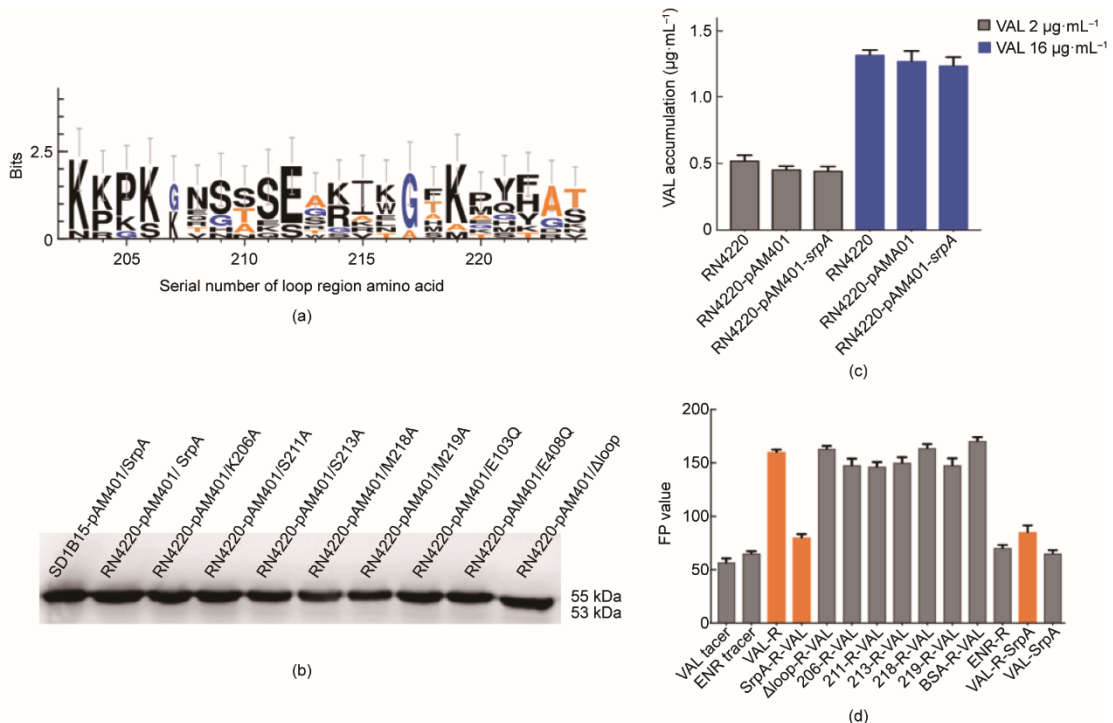 Bits
2.5
0
205 210 215 220
Serial number of loop region amino acid
(a)
VAL accumulation (μg·mL−1)
1.5
1.0
0.5
0
VAL 2 μg·mL−1
VAL 16 μg·mL−1
RN4220
RN4220-pAM401
RN4220-pAM401-srpA
RN4220
RN4220-pAMA01
RN4220-pAM401-srpA
(c)
SD1B15-pAM401/SrpA
RN4220-pAM401/ SrpA
RN4220-pAM401/K206A
RN4220-pAM401/S211A
RN4220-pAM401/S213A
RN4220-pAM401/M218A
RN4220-pAM401/M219A
RN4220-pAM401/E103Q
RN4220-pAM401/E408Q
RN4220-pAM401/Δloop
55 kDa
53 kDa
(b)
FP value
200
150
100
50
0
VAL tacer
ENR tracer
VAL-R
SrpA-R-VAL
Δloop-R-VAL
206-R-VAL
211-R-VAL
213-R-VAL
218-R-VAL
219-R-VAL
BSA-R-VAL
ENR-R
VAL-R-SrpA
VAL-SrpA
(d)